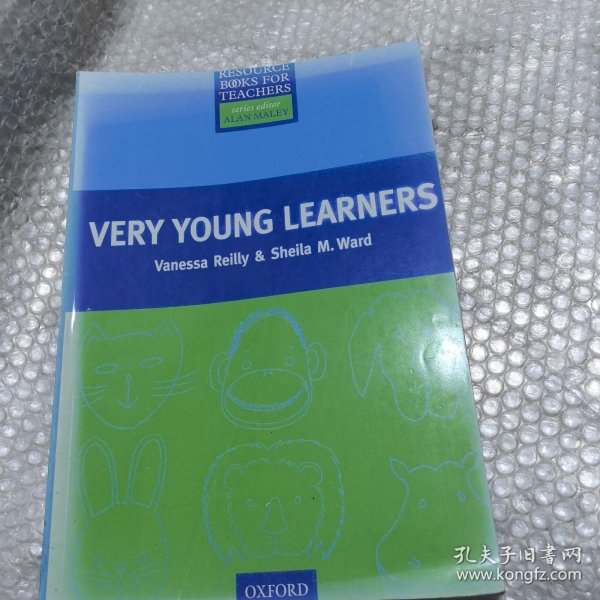 RESOURCE
BOOKS FOR
TEACHERS
series editor
ALAN MALEY
VERY YOUNG LEARNERS
Vanessa Reilly & Sheila M. Ward
OXFORD
孔夫子旧书网
www.kongfz.com